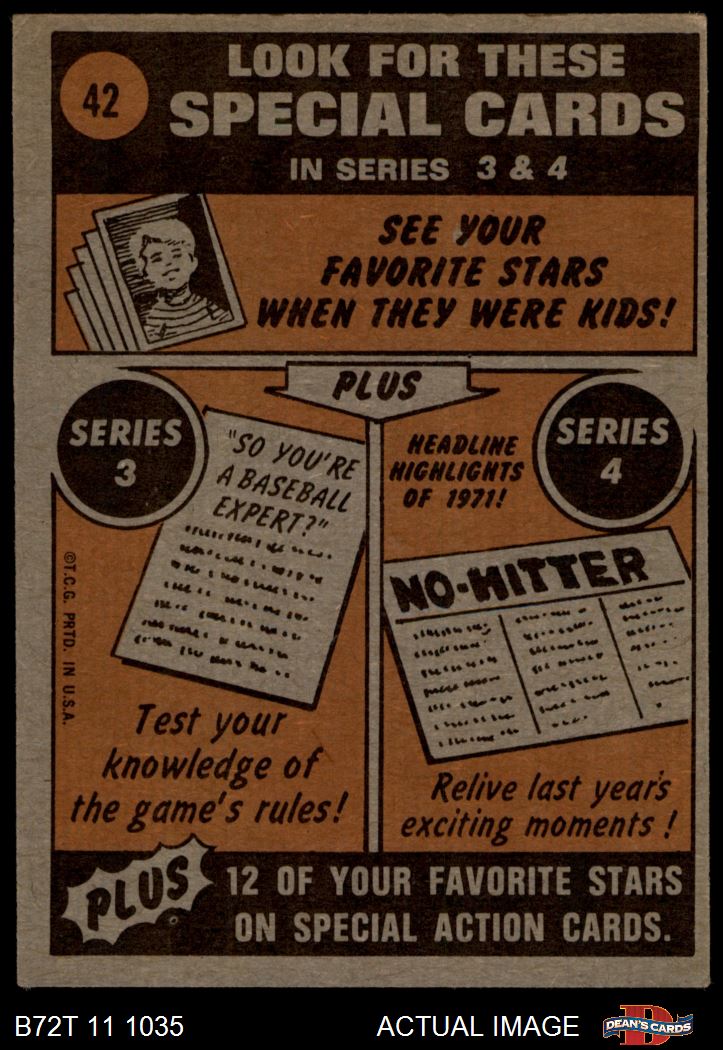 42
LOOK FOR THESE
SPECIAL CARDS
IN SERIES 3 & 4
SEE YOUR
FAVORITE STARS
WHEN THEY WERE KIDS!
PLUS
SERIES
3
"SO YOU'RE
A BASEBALL
EXPERT?"
HEADLINE
HIGHLIGHTS
OF 1971!
SERIES
4
NO-HITTER
©T.C.G. PRTD. IN U.S.A.
Test your
knowledge of
the game's rules!
Relive last year's
exciting moments!
PLUS
12 OF YOUR FAVORITE STARS
ON SPECIAL ACTION CARDS.
B72T 11 1035
ACTUAL IMAGE
DEAN'S CARDS